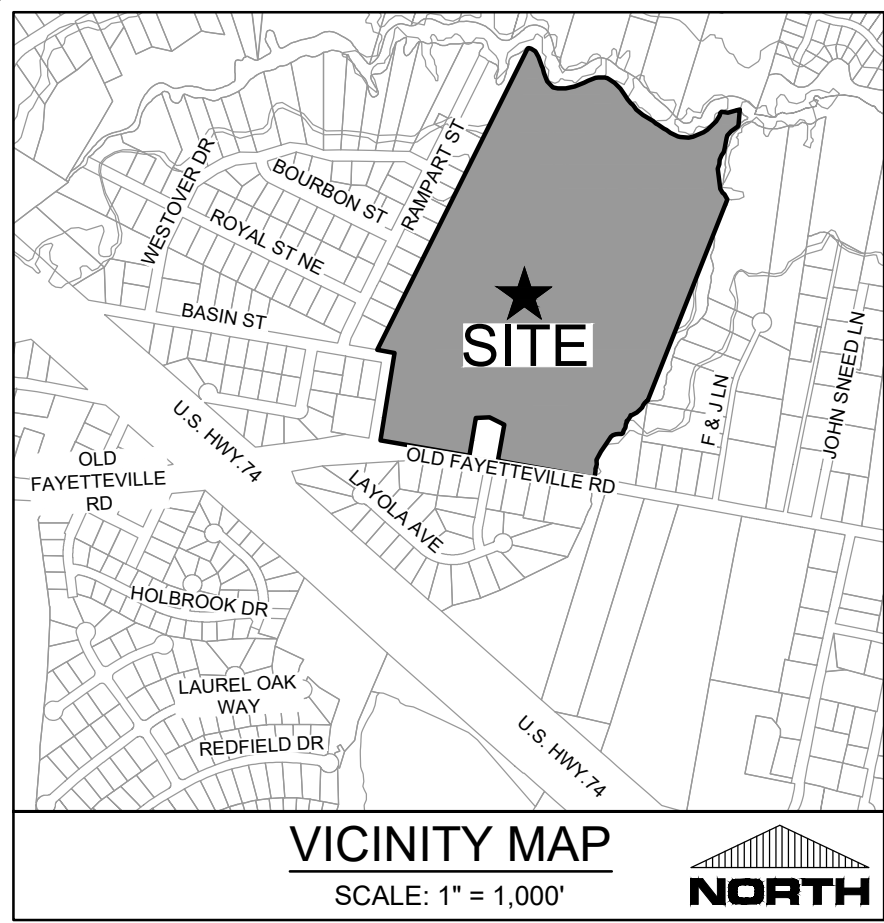 WESTOVER DR
BOURBON ST
RAMPART ST
ROYAL ST NE
BASIN ST
SITE
JOHN SNEED LN
F & J LN
U.S. HWY.74
OLD
FAYETTEVILLE
RD
OLD FAYETTEVILLE RD
LAYOLA AVE
HOLBROOK DR
LAUREL OAK
WAY
REDFIELD DR
U.S. HWY.74
VICINITY MAP
SCALE: 1" = 1,000'
NORTH